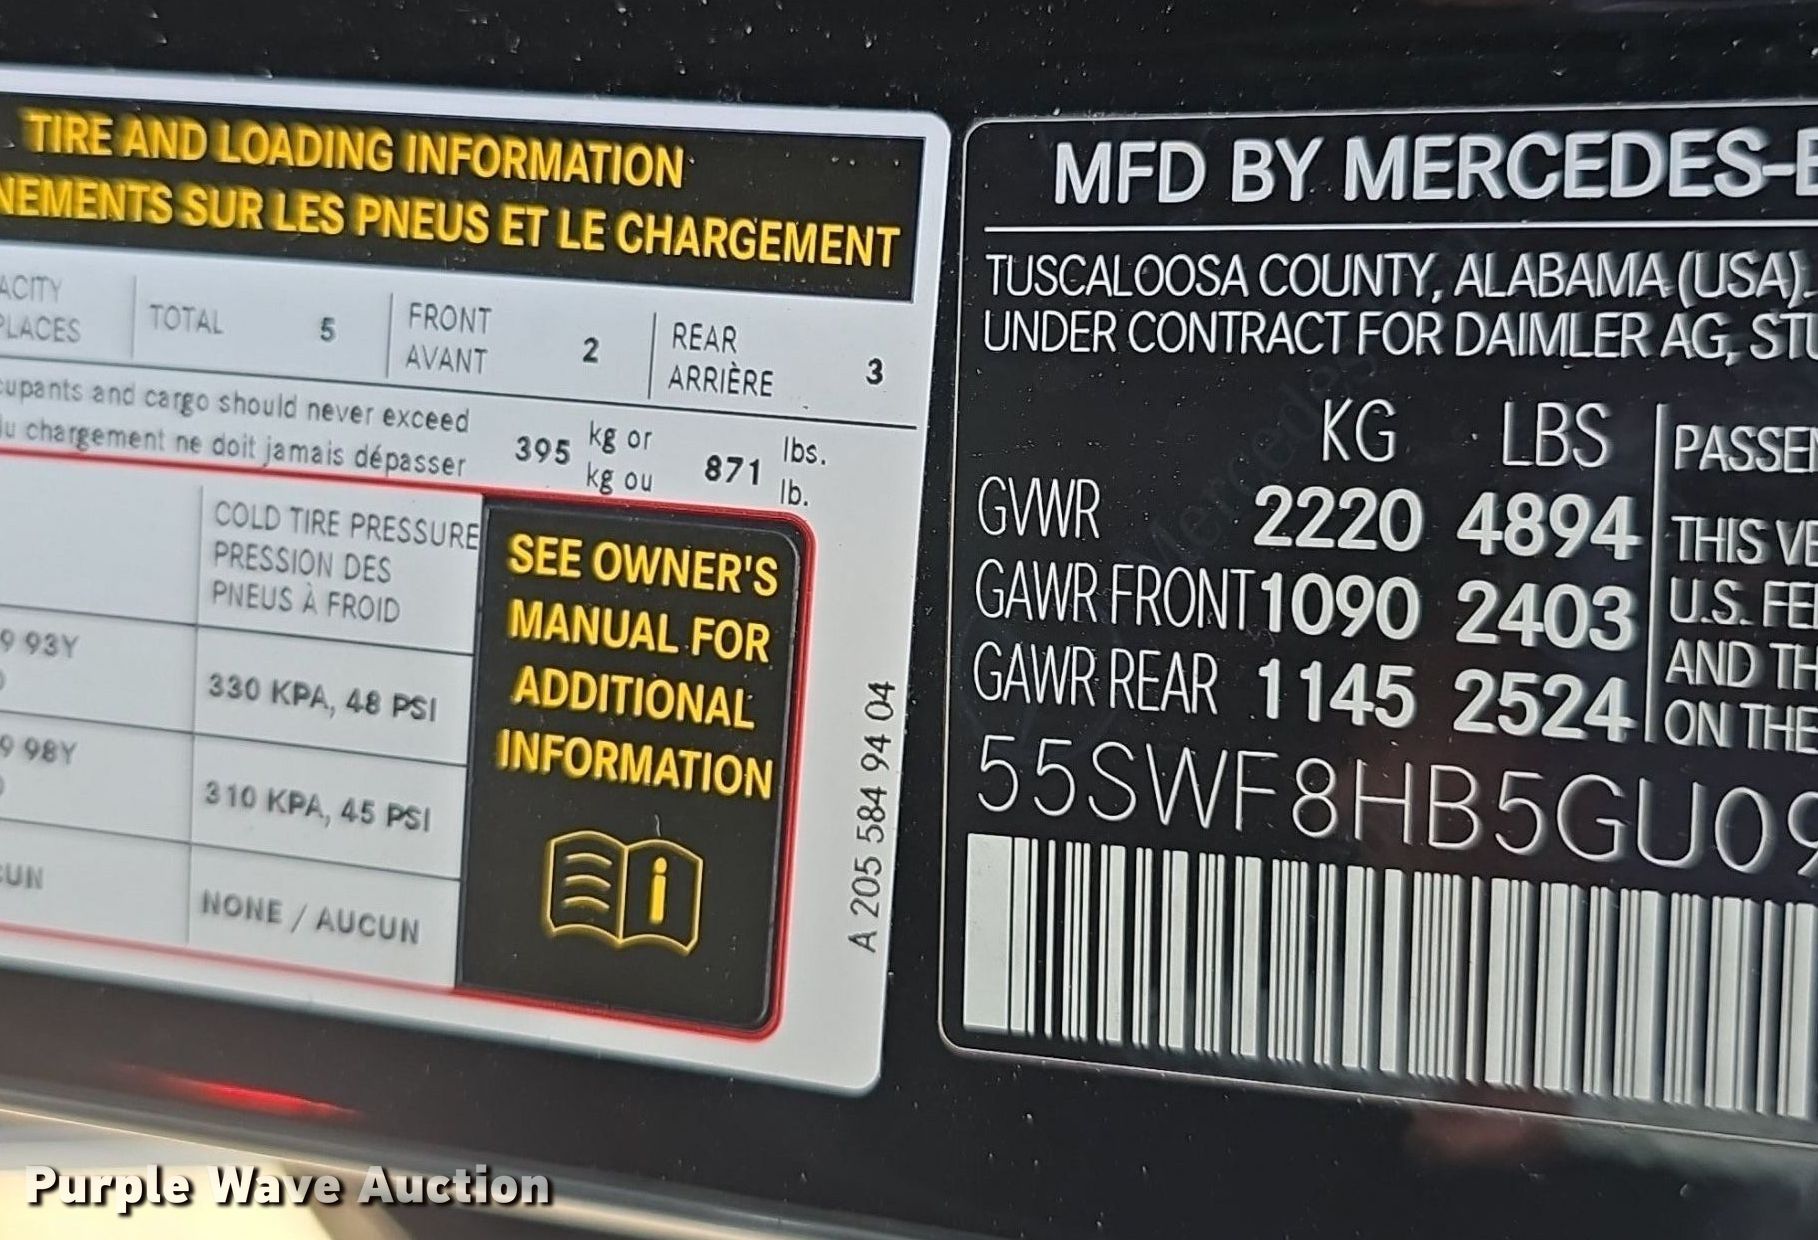 TIRE AND LOADING INFORMATION
NEMENTS SUR LES PNEUS ET LE CHARGEMENT
ACITY
PLACES
TOTAL 5
FRONT
AVANT
2
REAR
ARRIÈRE
3
cupants and cargo should never exceed
du chargement ne doit jamais dépasser
395
kg or
kg ou
871
lbs.
lb.
COLD TIRE PRESSURE
PRESSION DES
PNEUS À FROID
9 93Y
330 KPA, 48 PSI
9 98Y
310 KPA, 45 PSI
CUN
NONE / AUCUN
SEE OWNER'S
MANUAL FOR
ADDITIONAL
INFORMATION
A 205 584 94 04
MFD BY MERCEDES-B
TUSCALOOSA COUNTY, ALABAMA (USA)
UNDER CONTRACT FOR DAIMLER AG, STU
KG LBS
GVWR 2220 4894
GAWR FRONT 1090 2403
GAWR REAR 1145 2524
PASSEN
THIS VE
U.S. FE
AND TH
ON THE
55SWF8HB5GU09
Purple Wave Auction